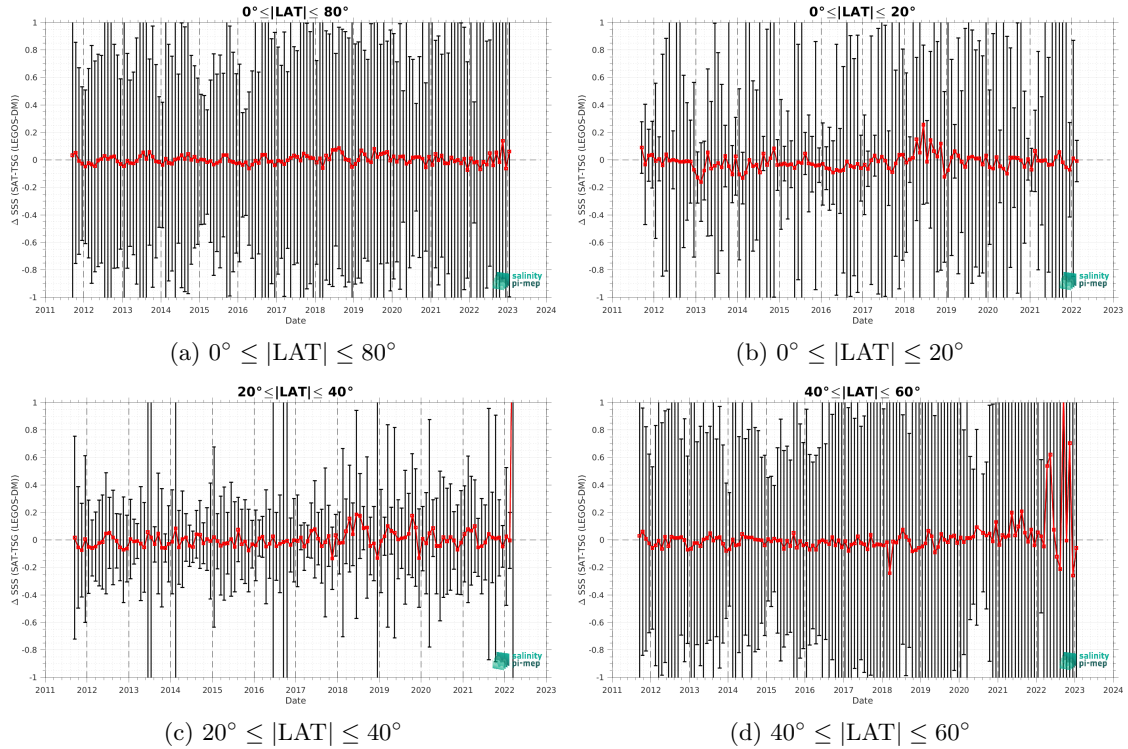 0°≤|LAT|≤ 80°
Δ SSS (SAT-TSG (LEGOS-DM))
1
0.8
0.6
0.4
0.2
0
-0.2
-0.4
-0.6
-0.8
-1
2011 2012 2013 2014 2015 2016 2017 2018 2019 2020 2021 2022 2023 2024
Date
salinity
pi-mep
(a) 0° ≤ |LAT| ≤ 80°
0°≤|LAT|≤ 20°
Δ SSS (SAT-TSG (LEGOS-DM))
1
0.8
0.6
0.4
0.2
0
-0.2
-0.4
-0.6
-0.8
-1
2011 2012 2013 2014 2015 2016 2017 2018 2019 2020 2021 2022 2023
Date
salinity
pi-mep
(b) 0° ≤ |LAT| ≤ 20°
20°≤|LAT|≤ 40°
Δ SSS (SAT-TSG (LEGOS-DM))
1
0.8
0.6
0.4
0.2
0
-0.2
-0.4
-0.6
-0.8
-1
2011 2012 2013 2014 2015 2016 2017 2018 2019 2020 2021 2022 2023
Date
salinity
pi-mep
(c) 20° ≤ |LAT| ≤ 40°
40°≤|LAT|≤ 60°
Δ SSS (SAT-TSG (LEGOS-DM))
1
0.8
0.6
0.4
0.2
0
-0.2
-0.4
-0.6
-0.8
-1
2011 2012 2013 2014 2015 2016 2017 2018 2019 2020 2021 2022 2023 2024
Date
salinity
pi-mep
(d) 40° ≤ |LAT| ≤ 60°